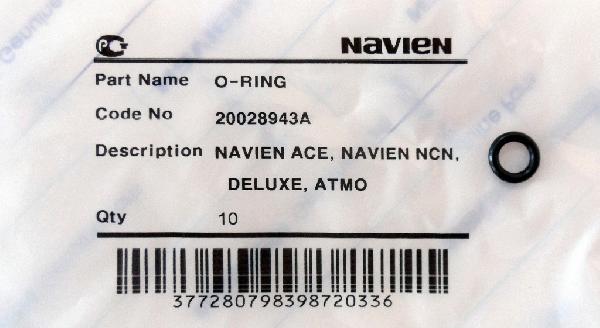 NAVIEN
Part Name O-RING
Code No 20028943A
Description NAVIEN ACE, NAVIEN NCN,
DELUXE, ATMO
Qty 10
377280798398720336